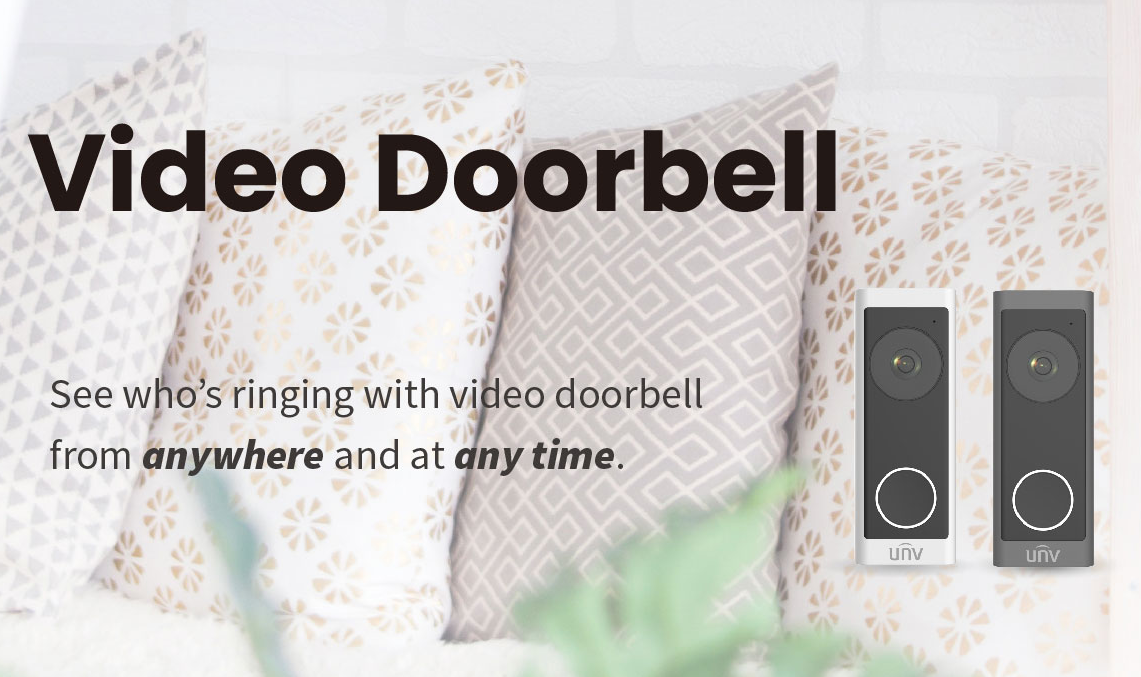 Video Doorbell
See who’s ringing with video doorbell
from anywhere and at any time.
unv
unv